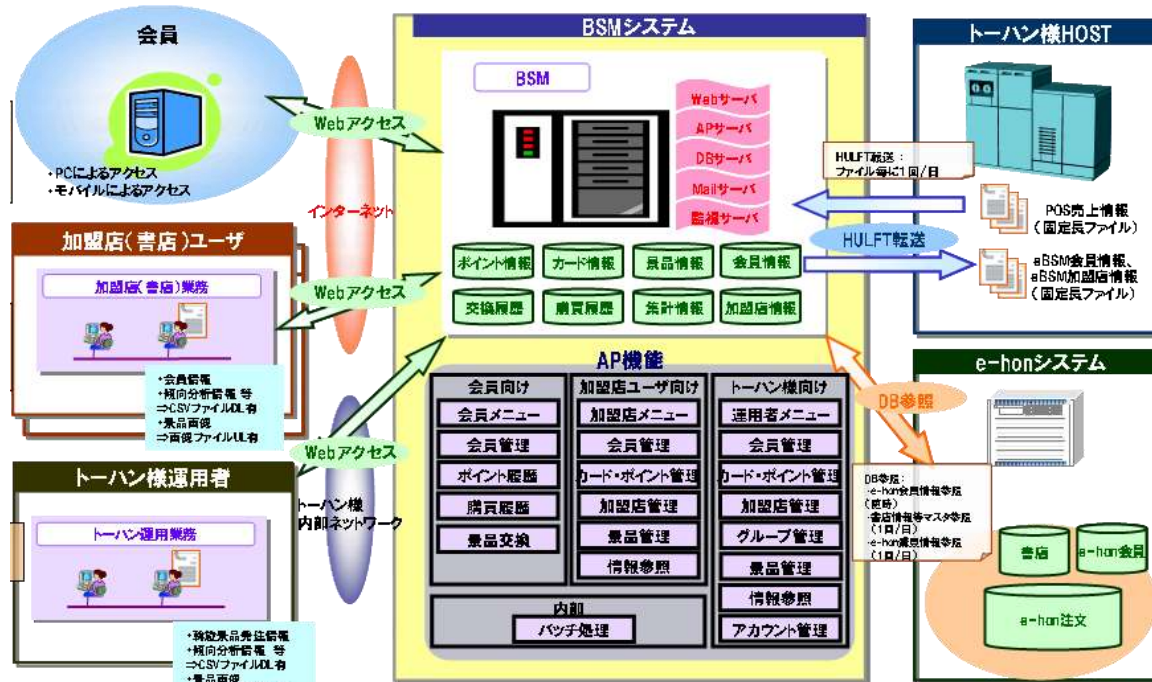 会員
Webアクセス
・PCによるアクセス
・モバイルによるアクセス
インターネット
加盟店(書店)ユーザ
加盟店(書店)業務
Webアクセス
・会員情報
・傾向分析情報 等
⇒CSVファイルDL有
・景品画像
⇒画像ファイルUL有
トーハン様運用者
トーハン運用業務
Webアクセス
トーハン様
内部ネットワーク
・傾向分析情報 等
⇒CSVファイルDL有
・景品画像
BSMシステム
BSM
Webサーバ
APサーバ
DBサーバ
Mailサーバ
監視サーバ
ポイント情報
カード情報
景品情報
会員情報
交換履歴
購買履歴
集計情報
加盟店情報
AP機能
会員向け
会員メニュー
会員管理
ポイント履歴
購買履歴
景品交換
加盟店ユーザ向け
加盟店メニュー
会員管理
カード・ポイント管理
加盟店管理
景品管理
情報参照
トーハン様向け
運用者メニュー
会員管理
カード・ポイント管理
加盟店管理
グループ管理
景品管理
情報参照
アカウント管理
内部
バッチ処理
トーハン様HOST
HULFT転送:
ファイル毎に1回/日
HULFT転送
POS売上情報
(固定長ファイル)
eBSM会員情報、
eBSM加盟店情報
(固定長ファイル)
e-honシステム
DB参照
DB参照:
・e-hon会員情報参照
(随時)
・書店情報等マスタ参照
(1回/日)
(1回/日)
書店
e-hon会員
e-hon注文